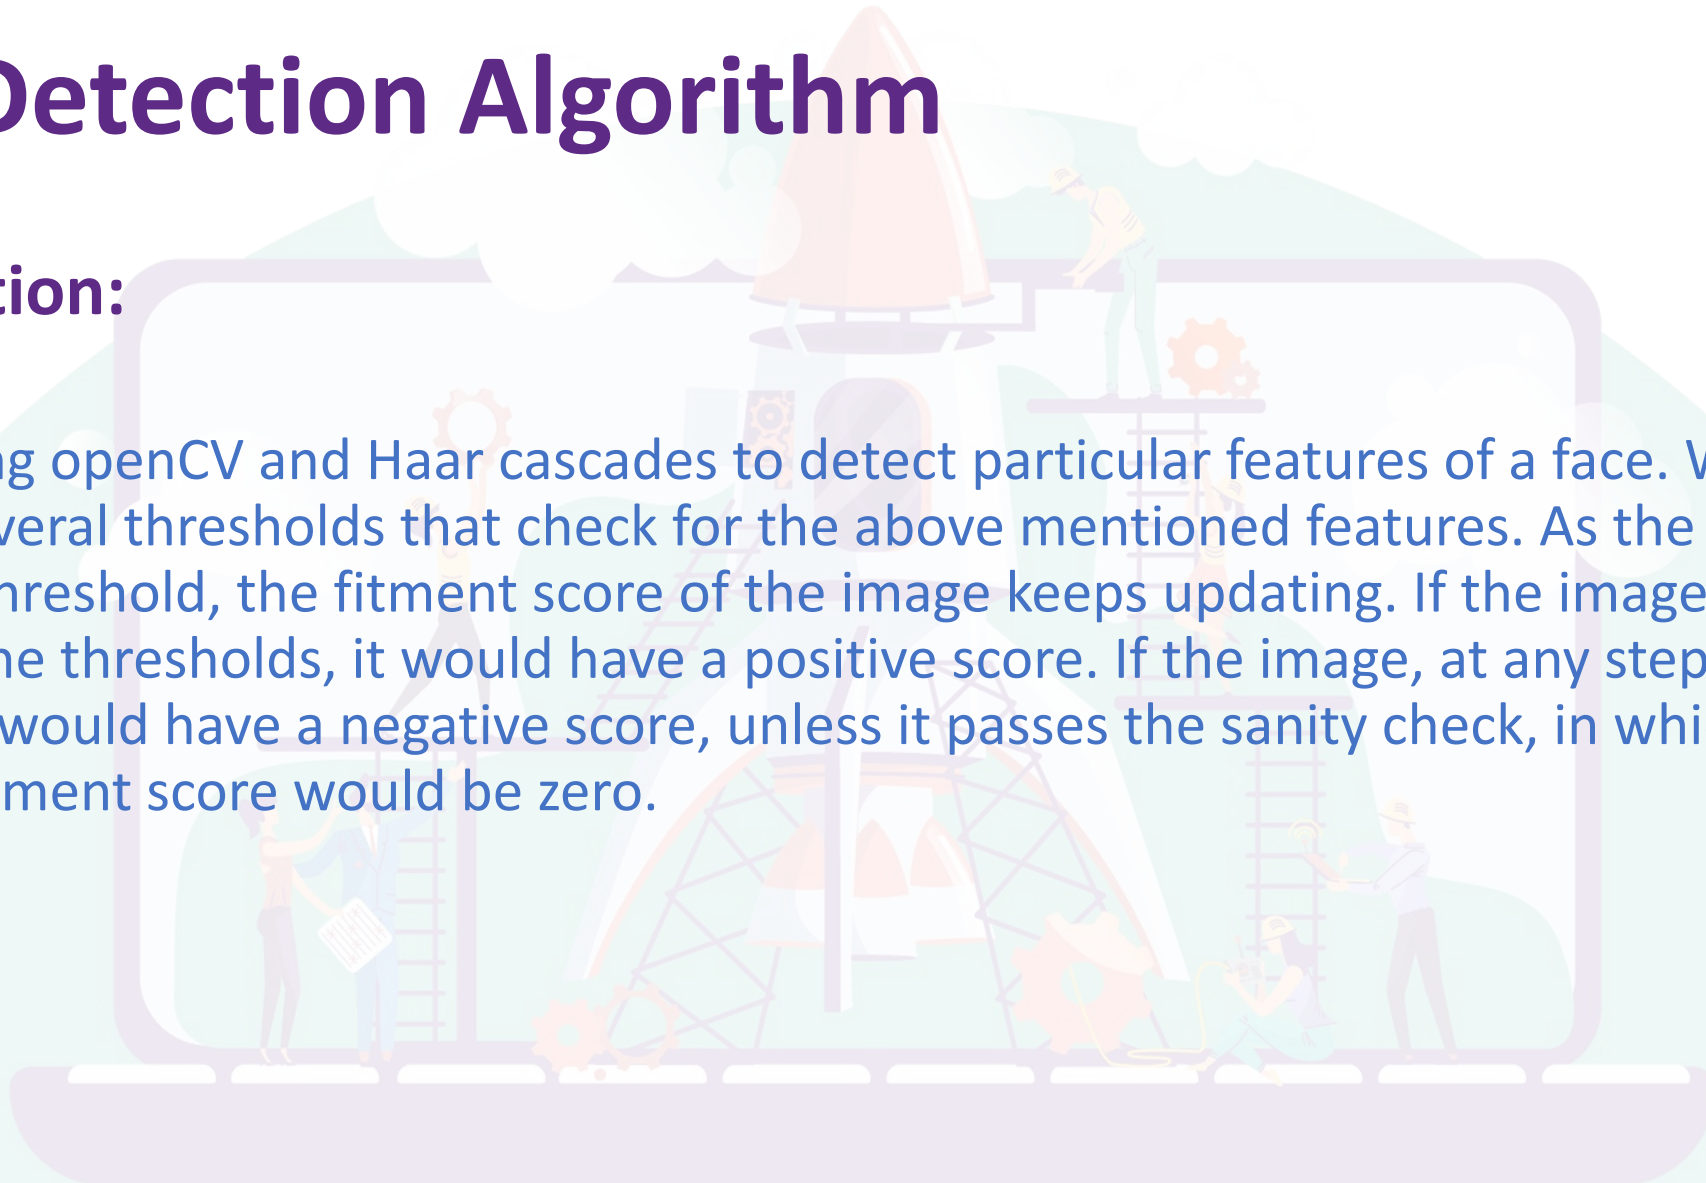 Detection Algorithm
tion:
ng openCV and Haar cascades to detect particular features of a face. W
veral thresholds that check for the above mentioned features. As the
hreshold, the fitment score of the image keeps updating. If the image
he thresholds, it would have a positive score. If the image, at any step
would have a negative score, unless it passes the sanity check, in whi
ment score would be zero.